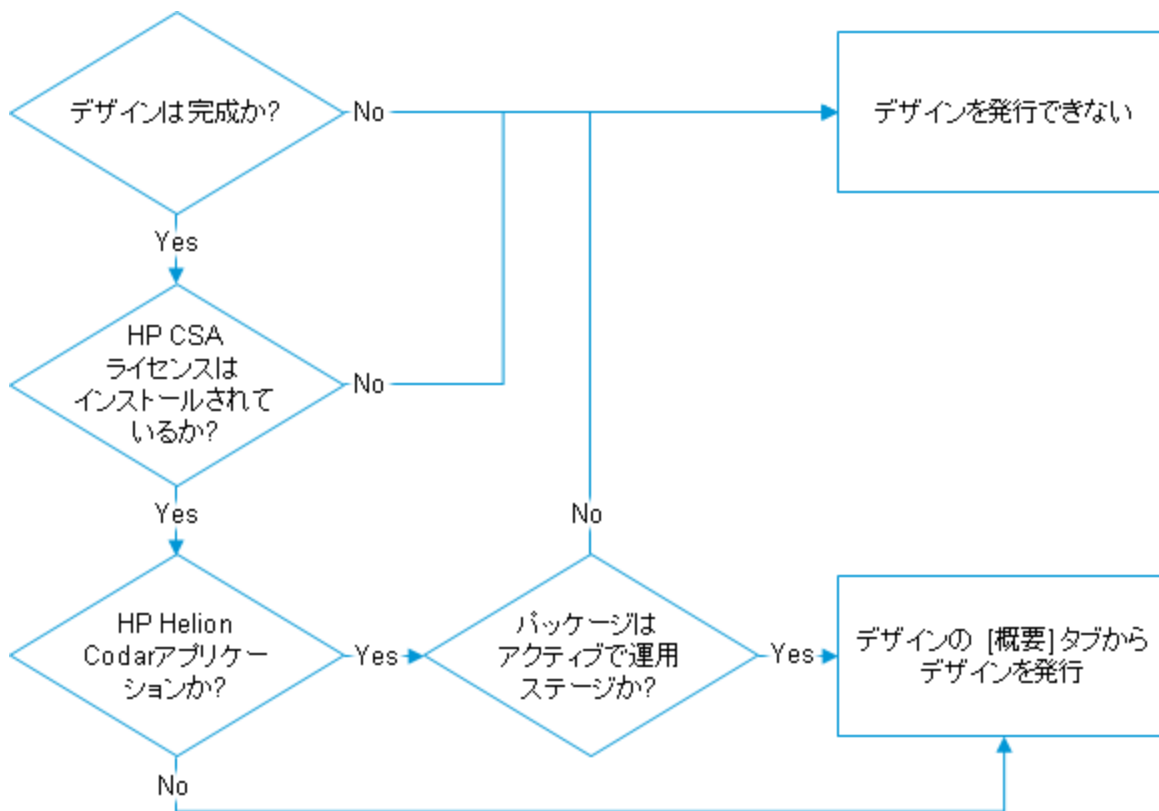 デザインは完成か?
No
デザインを発行できない
Yes
HP CSA
ライセンスは
インストールされて
いるか?
No
Yes
No
HP Helion
Codarアプリケー
ションか?
Yes
パッケージは
アクティブで運用
ステージか?
Yes
デザインの [概要]タブから
デザインを発行
No